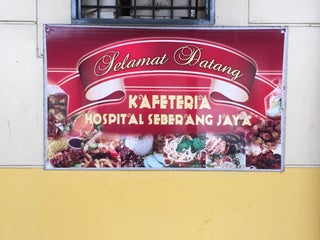 Selamat Datang
KAFETERIA
HOSPITAL SEBERANG JAYA